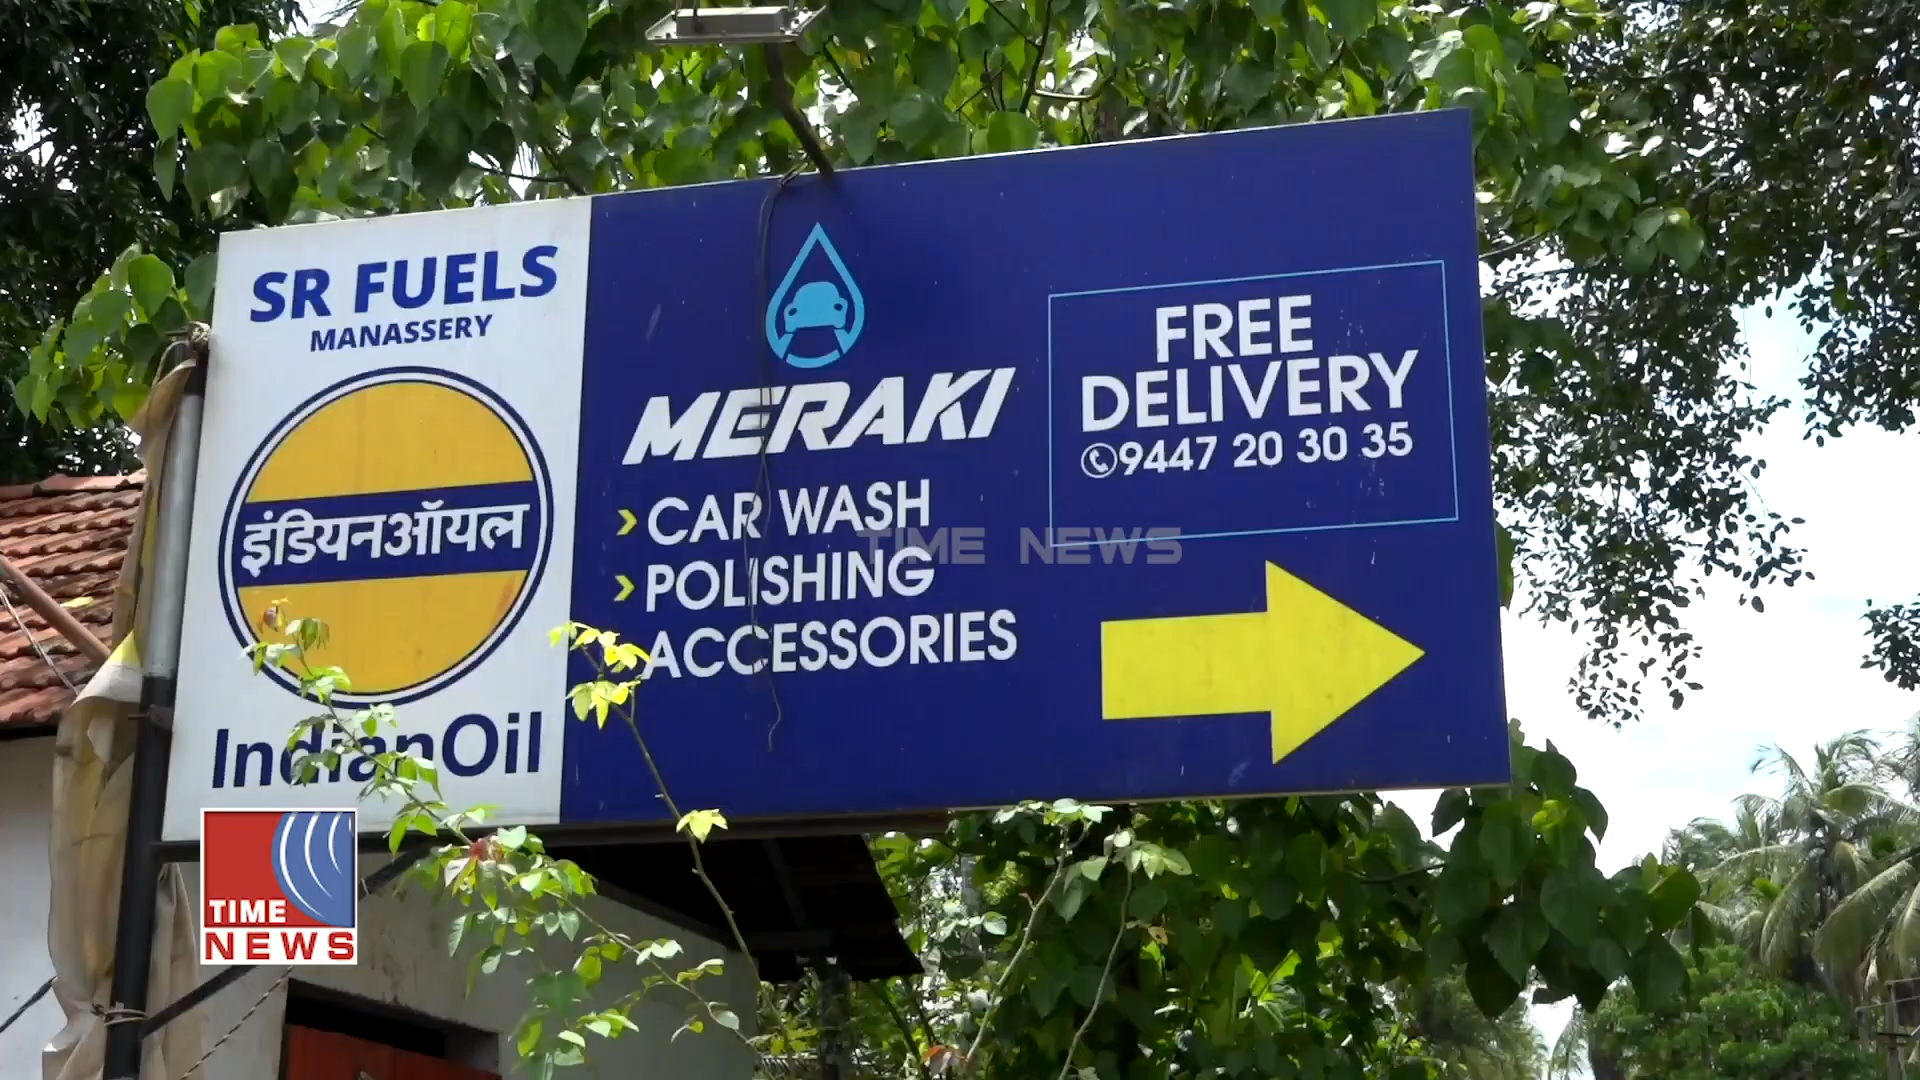 SR FUELS
MANASSERY
इंडियनऑयल
IndianOil
MERAKI
CAR WASH
POLISHING
ACCESSORIES
FREE
DELIVERY
9447 20 30 35
TIME NEWS
TIME
NEWS